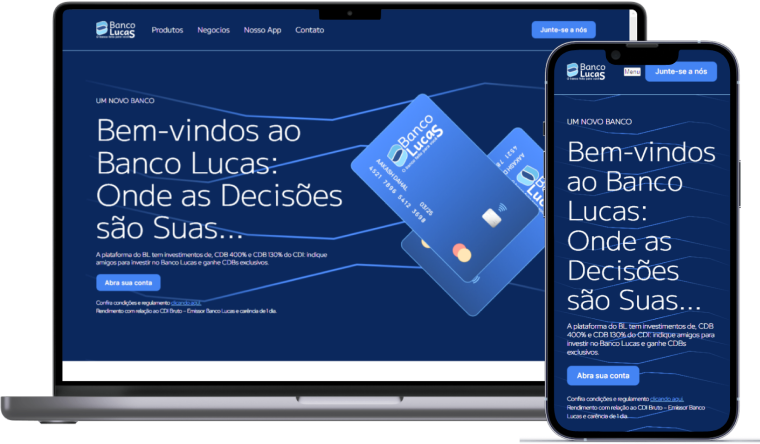 Banco
Lucas
Produtos
Negocios
Nosso App
Contato
Junte-se a nós
UM NOVO BANCO
Bem-vindos ao
Banco Lucas:
Onde as Decisões
são Suas...
A plataforma do BL tem investimentos de, CDB 400% e CDB 130% do CDI: indique
amigos para investir no Banco Lucas e ganhe CDBs exclusivos.
Abra sua conta
Confira condições e regulamento clicando aqui.
Rendimento com relação ao CDI Bruto – Emissor Banco Lucas e carência de 1 dia.
Banco
Lucas
AAKASH DAHAL
4521 7896 5412 3698
03/25
Banco
Lucas
Menu
Junte-se a nós
UM NOVO BANCO
Bem-vindos
ao Banco
Lucas:
Onde as
Decisões
são Suas...
A plataforma do BL tem investimentos de, CDB
400% e CDB 130% do CDI: indique amigos para
investir no Banco Lucas e ganhe CDBs
exclusivos.
Abra sua conta
Confira condições e regulamento clicando aqui.
Rendimento com relação ao CDI Bruto – Emissor Banco
Lucas e carência de 1 dia.